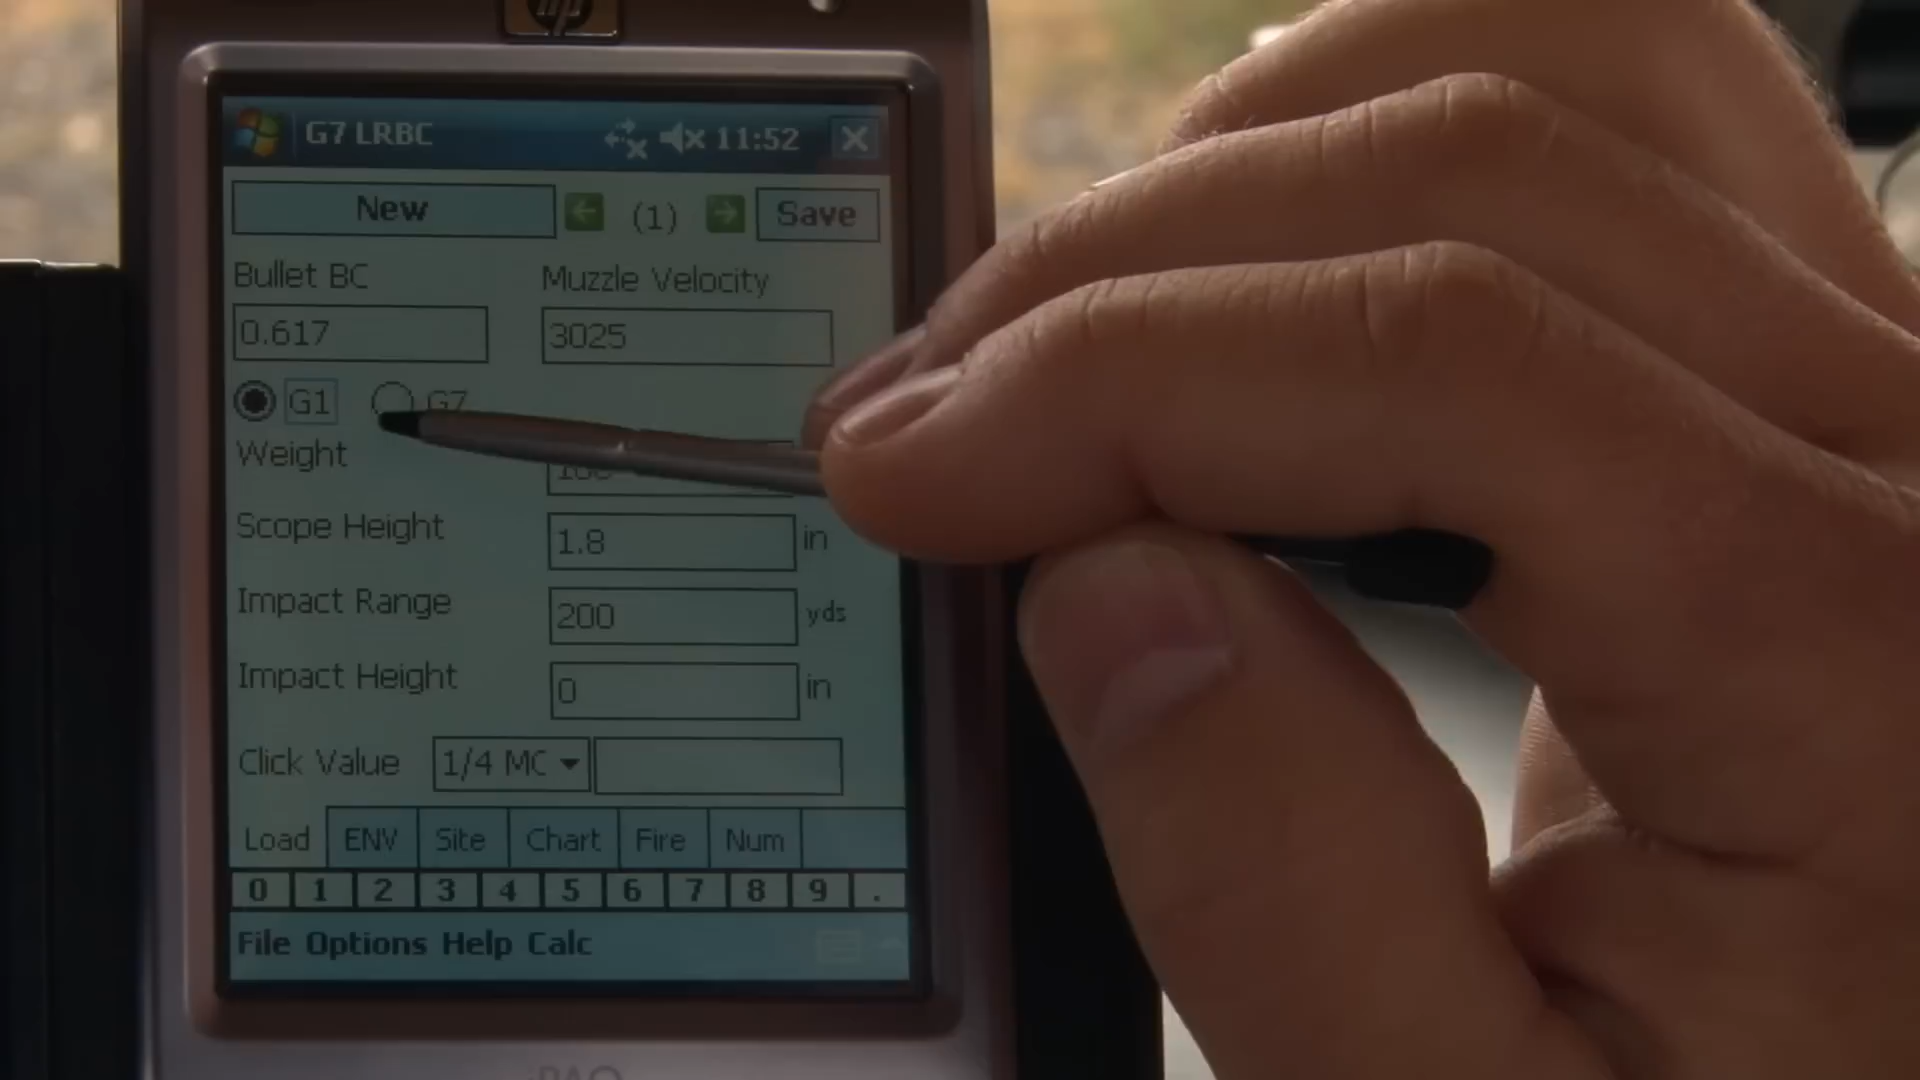 hp
G7 LRBC 11:52
New (1) Save
Bullet BC Muzzle Velocity
0.617 3025
G1 G7
Weight
Scope Height 1.8 in
Impact Range 200 yds
Impact Height 0 in
Click Value 1/4 MC
Load ENV Site Chart Fire Num
0 1 2 3 4 5 6 7 8 9 .
File Options Help Calc